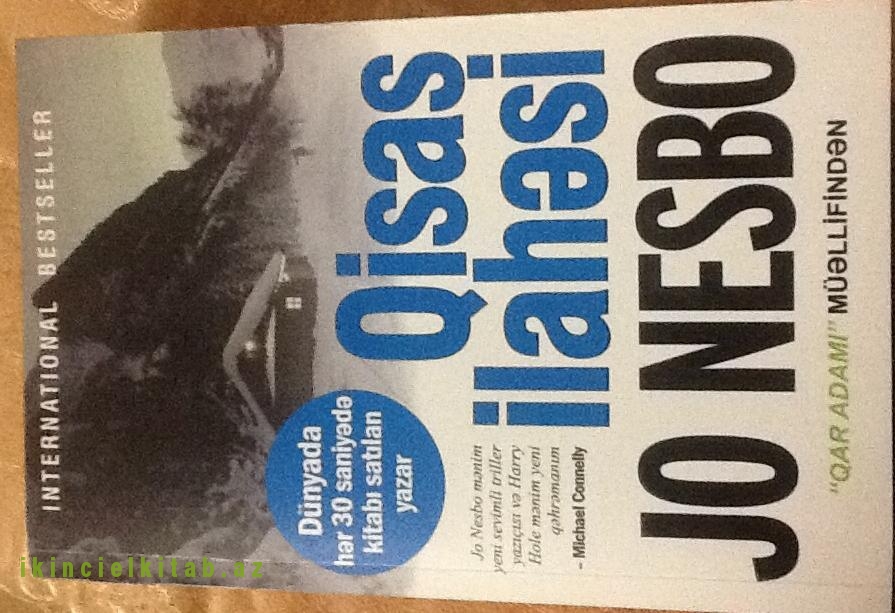 INTERNATIONAL BESTSELLER
Dünyada
hər 30 saniyədə
kitabı satılan
yazar
Qisas
ilahəsi
Jo Nesbo mənim
yeni sevimli triller
yazıçısı və Harry
Hole mənim yeni
qəhrəmanım
- Michael Connelly
JO NESBO
"QAR ADAMI" MÜƏLLİFİNDƏN
ikincielkitab.az